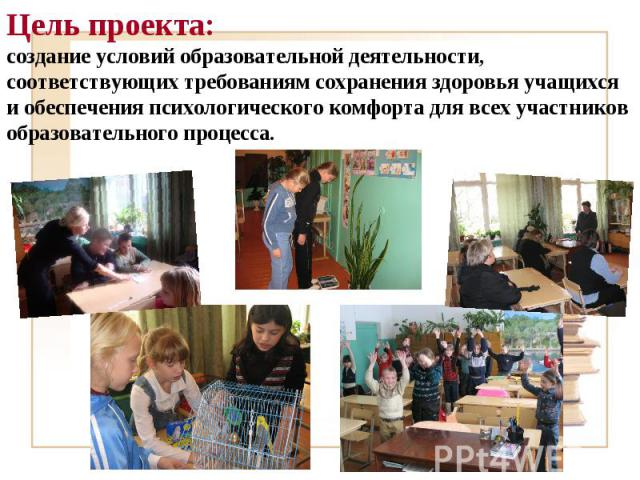 Цель проекта:
создание условий образовательной деятельности,
соответствующих требованиям сохранения здоровья учащихся
и обеспечения психологического комфорта для всех участников
образовательного процесса.
PPt4WEB